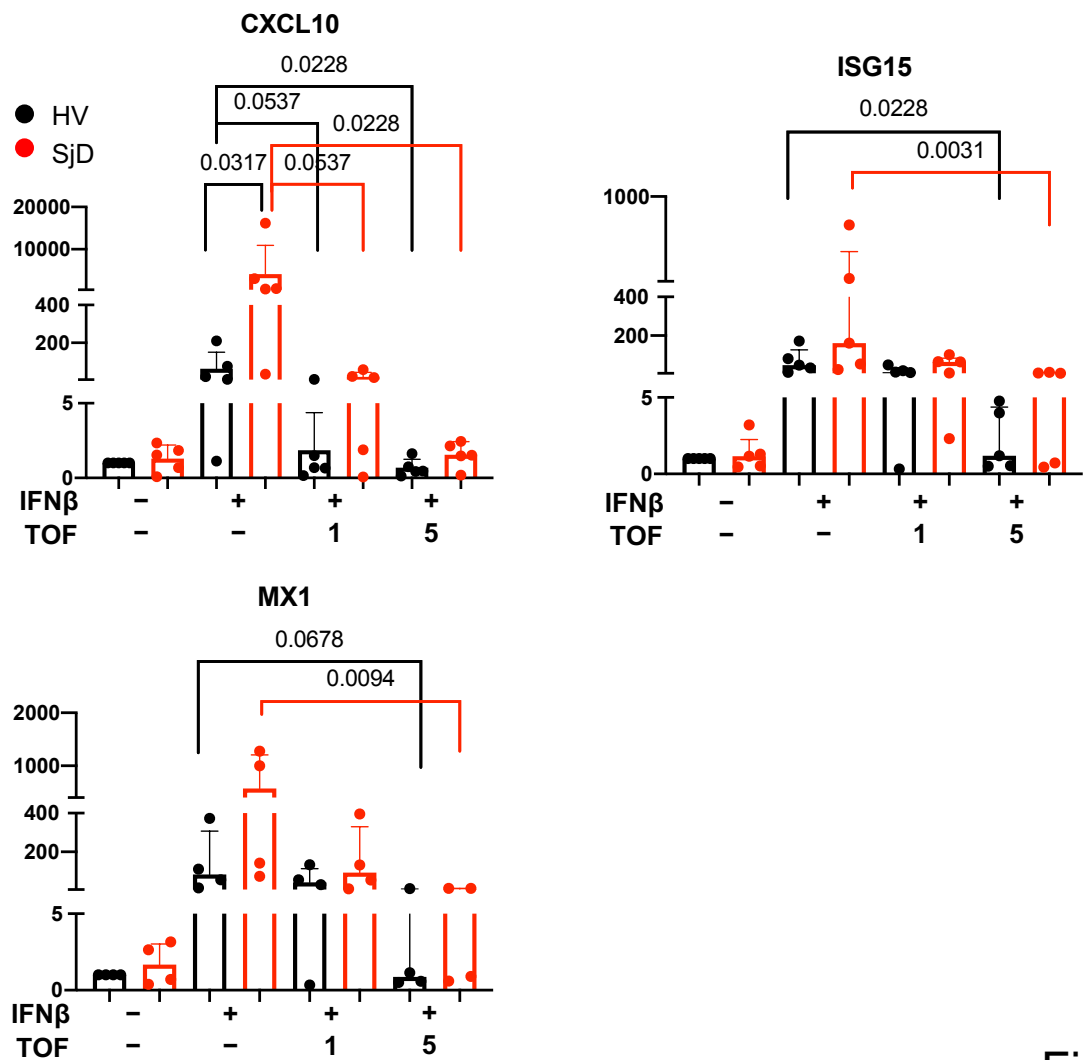 CXCL10
0.0228
0.0537
0.0228
0.0317
0.0537
HV
SjD
20000
10000
400
200
5
0
IFNβ − + + +
TOF − − 1 5
ISG15
0.0228
0.0031
1000
400
200
5
0
IFNβ − + + +
TOF − − 1 5
MX1
0.0678
0.0094
2000
1000
400
200
5
0
IFNβ − + + +
TOF − − 1 5